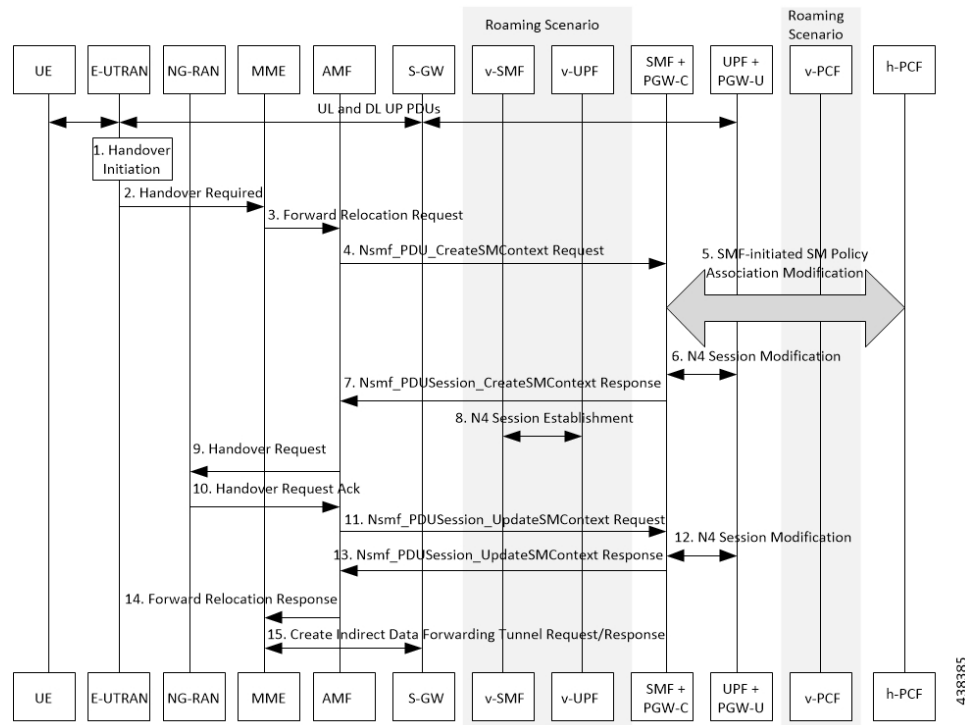 Roaming Scenario
Roaming
Scenario
UE
E-UTRAN
NG-RAN
MME
AMF
S-GW
v-SMF
v-UPF
SMF +
PGW-C
UPF +
PGW-U
v-PCF
h-PCF
UL and DL UP PDUs
1. Handover
Initiation
2. Handover Required
3. Forward Relocation Request
4. Nsmf_PDU_CreateSMContext Request
5. SMF-initiated SM Policy
Association Modification
6. N4 Session Modification
7. Nsmf_PDUSession_CreateSMContext Response
8. N4 Session Establishment
9. Handover Request
10. Handover Request Ack
11. Nsmf_PDUSession_UpdateSMContext Request
12. N4 Session Modification
13. Nsmf_PDUSession_UpdateSMContext Response
14. Forward Relocation Response
15. Create Indirect Data Forwarding Tunnel Request/Response
UE
E-UTRAN
NG-RAN
MME
AMF
S-GW
v-SMF
v-UPF
SMF +
PGW-C
UPF +
PGW-U
v-PCF
h-PCF
438385